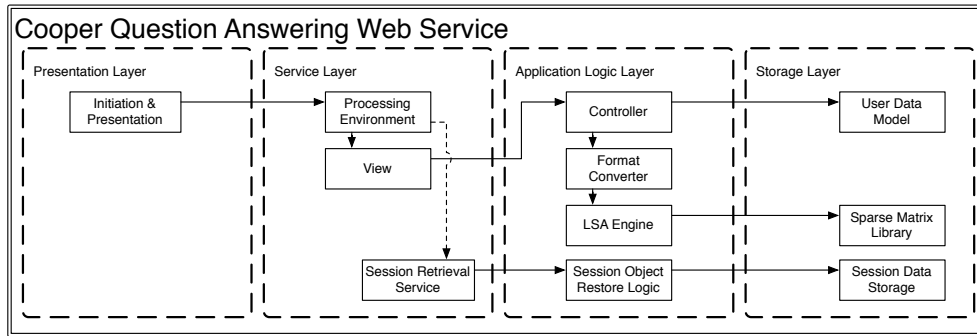 Cooper Question Answering Web Service
Presentation Layer
Service Layer
Application Logic Layer
Storage Layer
Initiation &
Presentation
Processing
Environment
Controller
User Data
Model
View
Format
Converter
LSA Engine
Sparse Matrix
Library
Session Retrieval
Service
Session Object
Restore Logic
Session Data
Storage